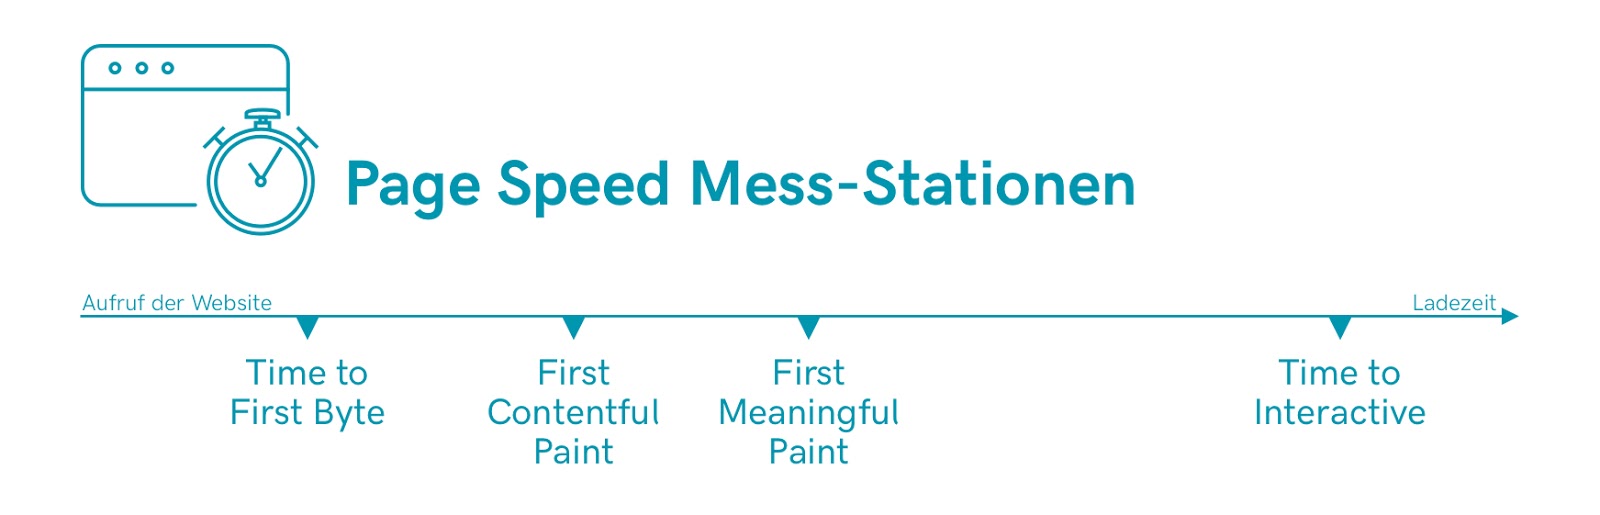 Page Speed Mess-Stationen
Aufruf der Website
Ladezeit
Time to
First Byte
First
Contentful
Paint
First
Meaningful
Paint
Time to
Interactive